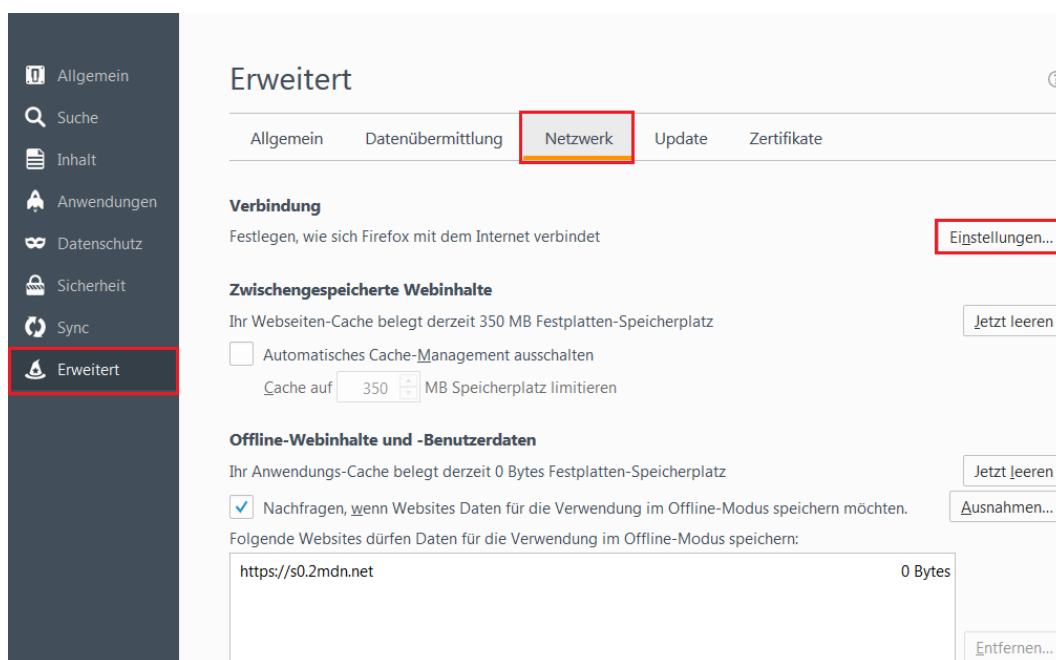 Allgemein
Suche
Inhalt
Anwendungen
Datenschutz
Sicherheit
Sync
Erweitert
Erweitert
Allgemein Datenübermittlung Netzwerk Update Zertifikate
Verbindung
Festlegen, wie sich Firefox mit dem Internet verbindet Einstellungen...
Zwischengespeicherte Webinhalte
Ihr Webseiten-Cache belegt derzeit 350 MB Festplatten-Speicherplatz Jetzt leeren
Automatisches Cache-Management ausschalten
Cache auf 350 MB Speicherplatz limitieren
Offline-Webinhalte und -Benutzerdaten
Ihr Anwendungs-Cache belegt derzeit 0 Bytes Festplatten-Speicherplatz Jetzt leeren
Nachfragen, wenn Websites Daten für die Verwendung im Offline-Modus speichern möchten. Ausnahmen...
Folgende Websites dürfen Daten für die Verwendung im Offline-Modus speichern:
https://s0.2mdn.net 0 Bytes
Entfernen...